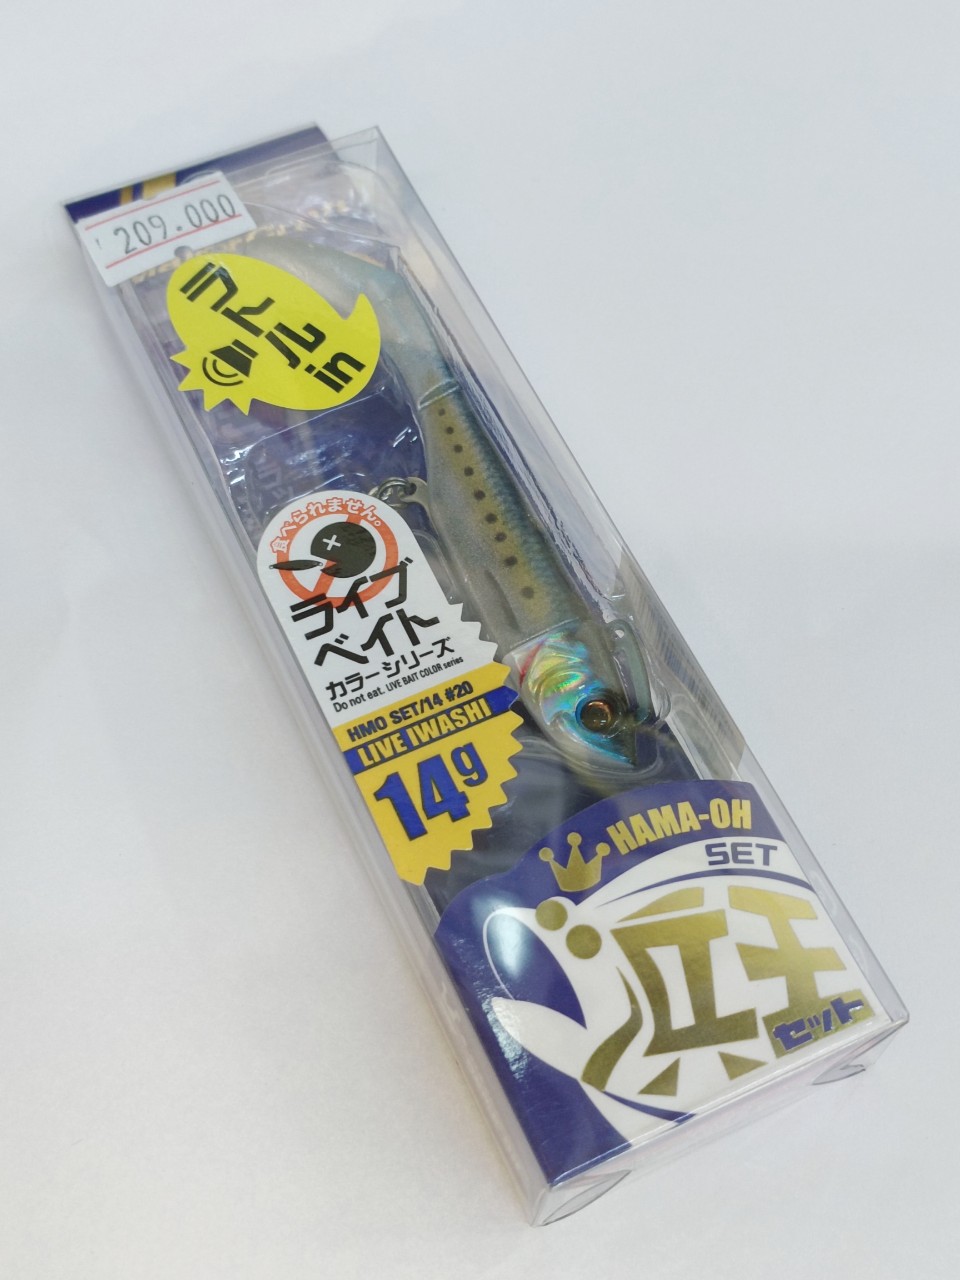 209.000
ラトル
in
食べられません。
ライブ
ベイト
カラーシリーズ
Do not eat. LIVE BAIT COLOR series
HMO SET/14 #20
LIVE IWASHI
14g
HAMA-OH
SET
浜王
セット